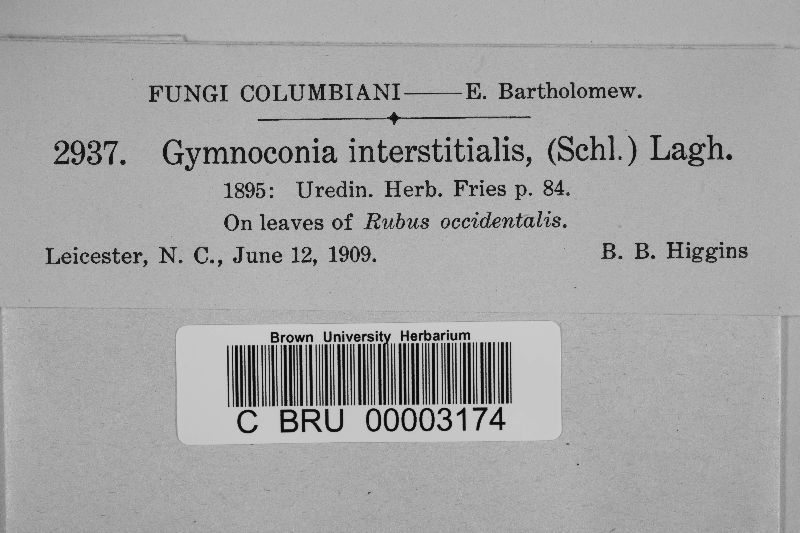 FUNGI COLUMBIANI——E. Bartholomew.
2937. Gymnoconia interstitialis, (Schl.) Lagh.
1895: Uredin. Herb. Fries p. 84.
On leaves of Rubus occidentalis.
Leicester, N. C., June 12, 1909. B. B. Higgins
Brown University Herbarium
C BRU 00003174